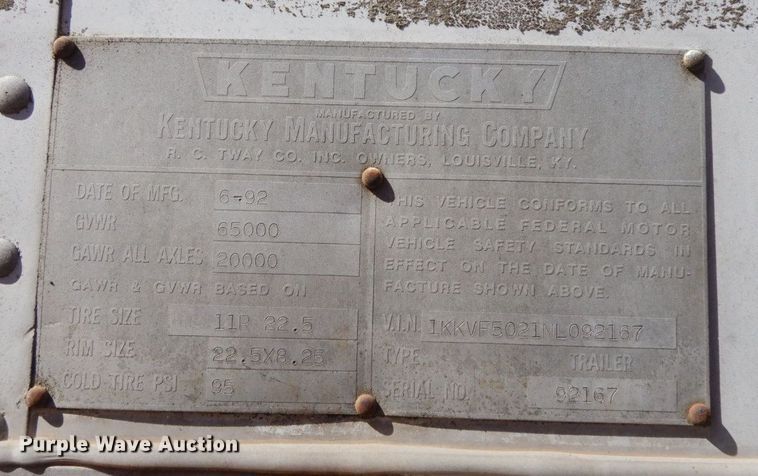 KENTUCKY
MANUFACTURED BY
KENTUCKY MANUFACTURING COMPANY
R. C. TWAY CO. INC. OWNERS, LOUISVILLE, KY.
DATE OF MFG. 6-92
GVWR 65000
GAWR ALL AXLES 20000
GAWR & GVWR BASED ON
TIRE SIZE 11R 22.5
RIM SIZE 22.5X8.25
COLD TIRE PSI 95
THIS VEHICLE CONFORMS TO ALL
APPLICABLE FEDERAL MOTOR
VEHICLE SAFETY STANDARDS IN
EFFECT ON THE DATE OF MANU-
FACTURE SHOWN ABOVE.
V.I.N. 1KKVF5021NL092167
TYPE TRAILER
SERIAL NO. 92167
Purple Wave Auction